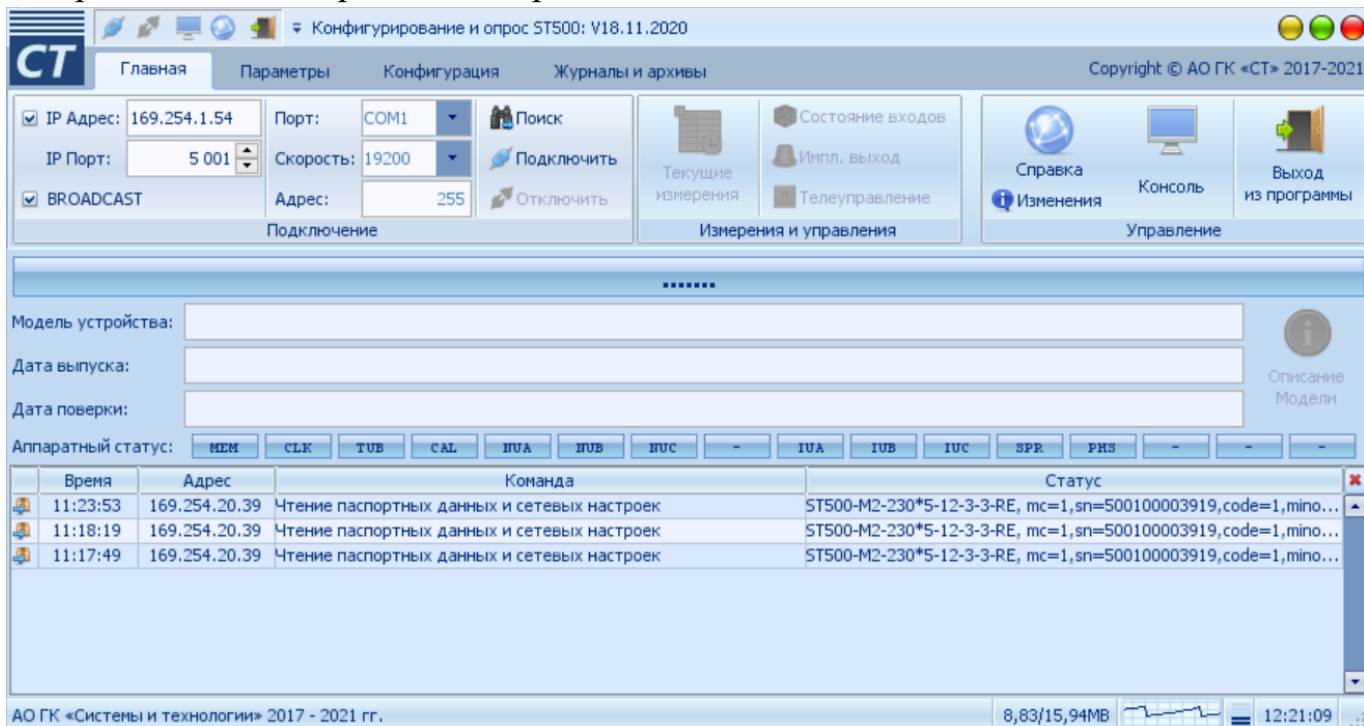 Конфигурирование и опрос ST500: V18.11.2020
СТ
Главная Параметры Конфигурация Журналы и архивы Copyright © АО ГК «СТ» 2017-2021
IP Адрес: 169.254.1.54 Порт: COM1 Поиск Состояние входов
IP Порт: 5 001 Скорость: 19200 Подключить Текущие измерения Импл. выход Справка Консоль Выход из программы
BROADCAST Адрес: 255 Отключить Телеуправление Изменения
Подключение Измерения и управления Управление
.......
Модель устройства:
Дата выпуска:
Описание Модели
Дата поверки:
Аппаратный статус: MEM CLK TUB CAL NUA NUB NUC - IUA IUB IUC SPR PHS - - -
Время Адрес Команда Статус
11:23:53 169.254.20.39 Чтение паспортных данных и сетевых настроек ST500-M2-230*5-12-3-3-RE, mc=1,sn=500100003919,code=1,mino...
11:18:19 169.254.20.39 Чтение паспортных данных и сетевых настроек ST500-M2-230*5-12-3-3-RE, mc=1,sn=500100003919,code=1,mino...
11:17:49 169.254.20.39 Чтение паспортных данных и сетевых настроек ST500-M2-230*5-12-3-3-RE, mc=1,sn=500100003919,code=1,mino...
АО ГК «Системы и технологии» 2017 - 2021 гг. 8,83/15,94MB 12:21:09